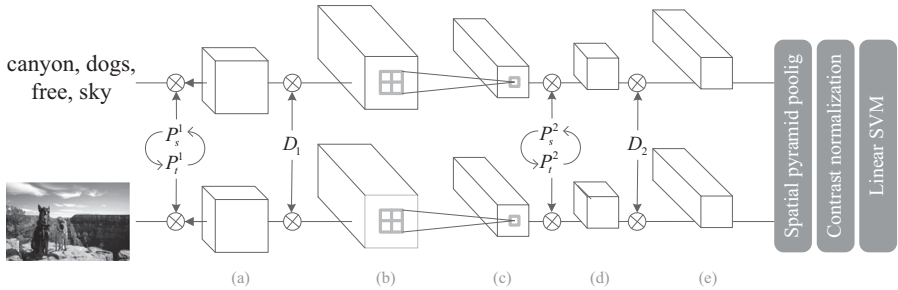 canyon, dogs,
free, sky
P_s^1
P_t^1
D_1
P_s^2
P_t^2
D_2
Spatial pyramid poolig
Contrast normalization
Linear SVM
(a) (b) (c) (d) (e)